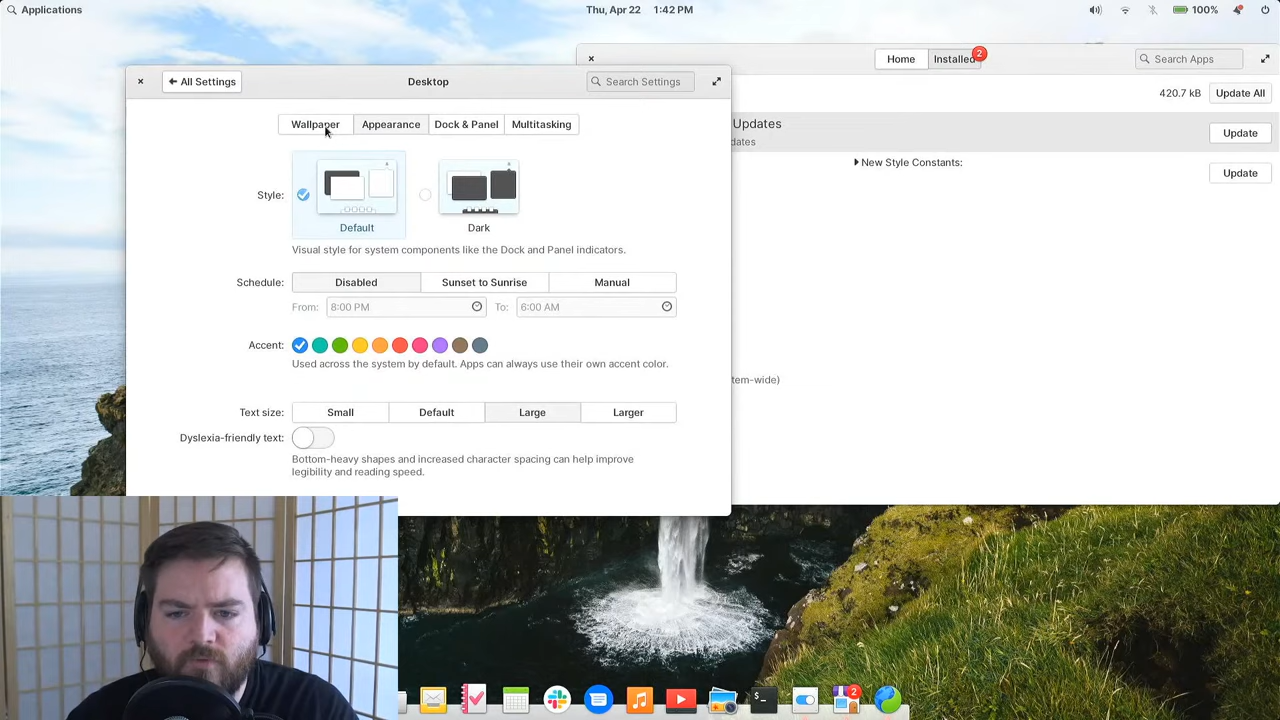 Applications
Thu, Apr 22 1:42 PM
100%
Home
Installed
2
Search Apps
All Settings
Desktop
Search Settings
420.7 kB
Update All
Wallpaper
Appearance
Dock & Panel
Multitasking
Updates
dates
Update
New Style Constants:
Update
Style:
Default
Dark
Visual style for system components like the Dock and Panel indicators.
Schedule:
Disabled
Sunset to Sunrise
Manual
From:
8:00 PM
To:
6:00 AM
Accent:
Used across the system by default. Apps can always use their own accent color.
tem-wide)
Text size:
Small
Default
Large
Larger
Dyslexia-friendly text:
Bottom-heavy shapes and increased character spacing can help improve
legibility and reading speed.
2